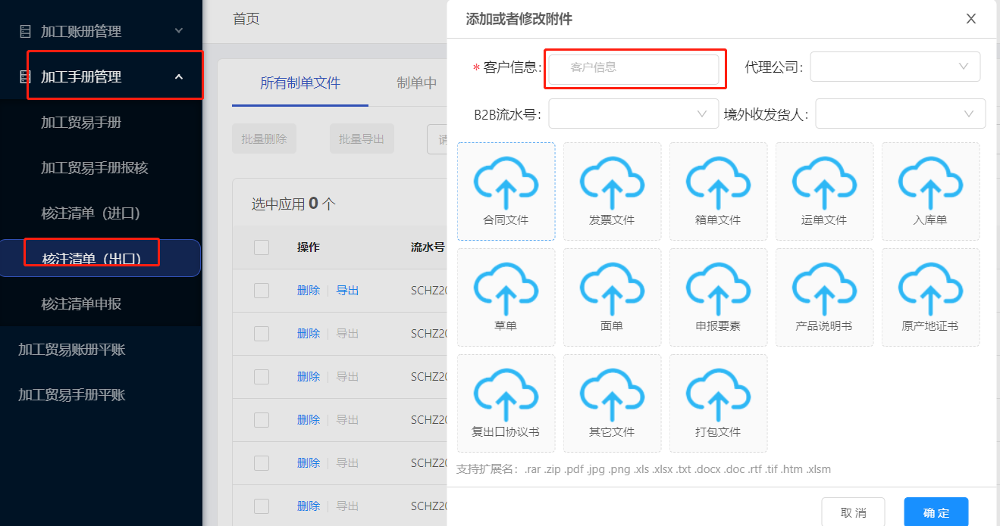 加工账册管理
加工手册管理
加工贸易手册
加工贸易手册报核
核注清单（进口）
核注清单（出口）
核注清单申报
加工贸易账册平账
加工贸易手册平账
首页
所有制单文件 制单中
批量删除 批量导出 请
选中应用 0 个
操作 流水号
删除 导出 SCHZ20
删除 导出 SCHZ20
删除 导出 SCHZ20
删除 导出 SCHZ20
删除 导出 SCHZ20
删除 导出 SCHZ20
添加或者修改附件
* 客户信息: 客户信息 代理公司:
B2B流水号: 境外收发货人:
合同文件 发票文件 箱单文件 运单文件 入库单
草单 面单 申报要素 产品说明书 原产地证书
复出口协议书 其它文件 打包文件
支持扩展名：.rar .zip .pdf .jpg .png .xls .xlsx .txt .docx .doc .rtf .tif .htm .xlsm
取 消 确 定